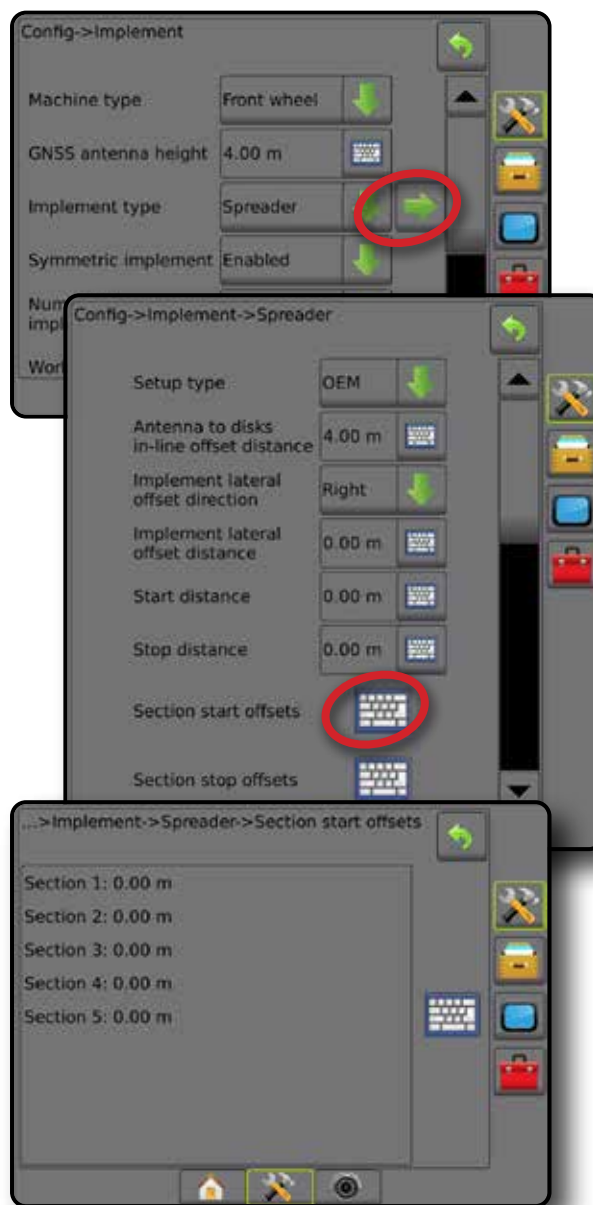 Config->Implement
Machine type Front wheel
GNSS antenna height 4.00 m
Implement type Spreader
Symmetric implement Enabled
Num
impl
Wor
Config->Implement->Spreader
Setup type OEM
Antenna to disks
in-line offset distance 4.00 m
Implement lateral
offset direction Right
Implement lateral
offset distance 0.00 m
Start distance 0.00 m
Stop distance 0.00 m
Section start offsets
Section stop offsets
...>Implement->Spreader->Section start offsets
Section 1: 0.00 m
Section 2: 0.00 m
Section 3: 0.00 m
Section 4: 0.00 m
Section 5: 0.00 m